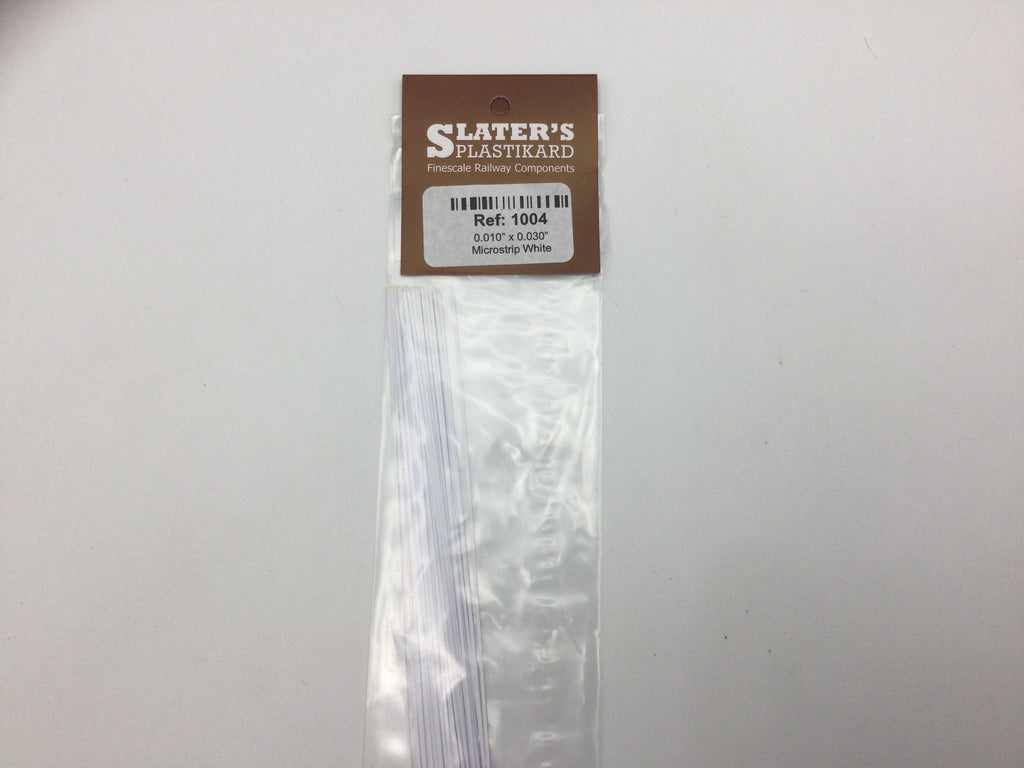 SLATER'S
PLASTIKARD
Finescale Railway Components
Ref: 1004
0.010" x 0.030"
Microstrip White